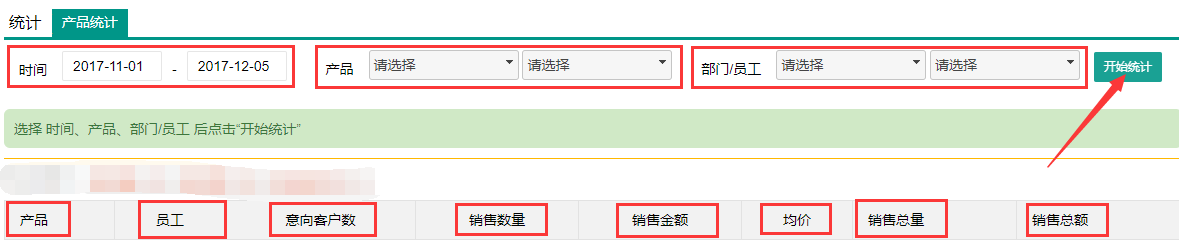 统计 产品统计
时间 2017-11-01 - 2017-12-05 产品 请选择 请选择 部门/员工 请选择 请选择 开始统计
选择 时间、产品、部门/员工 后点击“开始统计”
产品 员工 意向客户数 销售数量 销售金额 均价 销售总量 销售总额